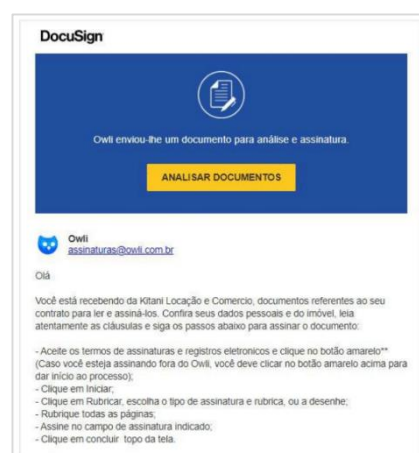 DocuSign
Owli enviou-lhe um documento para análise e assinatura.
ANALISAR DOCUMENTOS
Owli
assinaturas@owli.com.br
Olá
Você está recebendo da Kitani Locação e Comercio, documentos referentes ao seu
contrato para ler e assiná-los. Confira seus dados pessoais e do imóvel, leia
atentamente as cláusulas e siga os passos abaixo para assinar o documento:
- Aceite os termos de assinaturas e registros eletronicos e clique no botão amarelo**
(Caso você esteja assinando fora do Owli, você deve clicar no botão amarelo acima para
dar início ao processo);
- Clique em Iniciar;
- Clique em Rubricar, escolha o tipo de assinatura e rubrica, ou a desenhe;
- Rubrique todas as páginas;
- Assine no campo de assinatura indicado;
- Clique em concluir topo da tela.